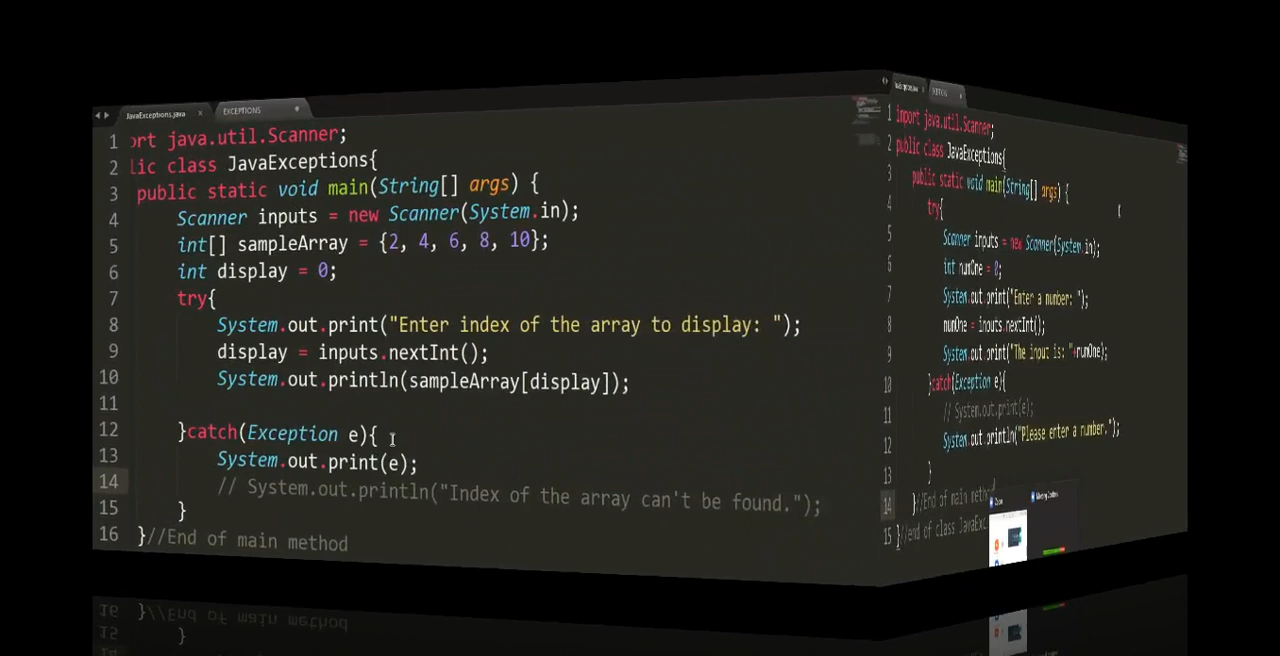 JavaExceptions.java × EXCEPTIONS
1 ort java.util.Scanner;
2 lic class JavaExceptions{
3 public static void main(String[] args) {
4 Scanner inputs = new Scanner(System.in);
5 int[] sampleArray = {2, 4, 6, 8, 10};
6 int display = 0;
7 try{
8 System.out.print("Enter index of the array to display: ");
9 display = inputs.nextInt();
10 System.out.println(sampleArray[display]);
11
12 }catch(Exception e){
13 System.out.print(e);
14 // System.out.println("Index of the array can't be found.");
15 }
16 }//End of main method
1 import java.util.Scanner;
2 public class JavaExceptions{
3 public static void main(String[] args) {
4 try{
5 Scanner inputs = new Scanner(System.in);
6 int numOne = 0;
7 System.out.print("Enter a number: ");
8 numOne = inputs.nextInt();
9 System.out.print("The input is: "+numOne);
10 }catch(Exception e){
11 // System.out.print(e);
12 System.out.println("Please enter a number.");
13 }
14 }//End of main meth
15 }//end of class JavaExc
Zoom